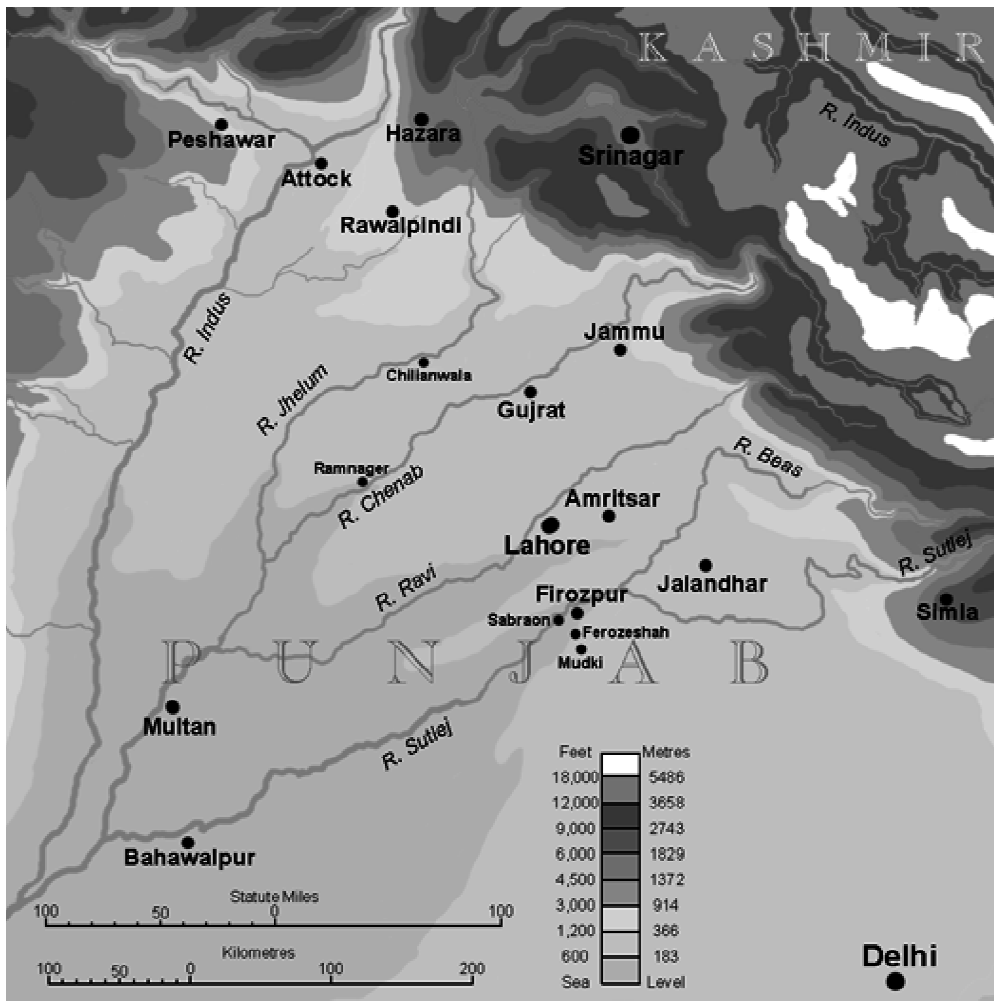 KASHMIR
R. Indus
Peshawar
Hazara
Srinagar
Attock
Rawalpindi
R. Indus
Jammu
Chilianwala
R. Jhelum
Gujrat
R. Beas
Ramnager
R. Chenab
Amritsar
Lahore
R. Sutlej
Jalandhar
R. Ravi
Firozpur
Simla
Sabraon
Ferozeshah
Mudki
PUNJAB
Multan
R. Sutlej
Bahawalpur
Feet Metres
18,000 5486
12,000 3658
9,000 2743
6,000 1829
4,500 1372
3,000 914
1,200 366
600 183
Sea Level
Statute Miles
100 50 0 100
Kilometres
100 50 0 100 200
Delhi